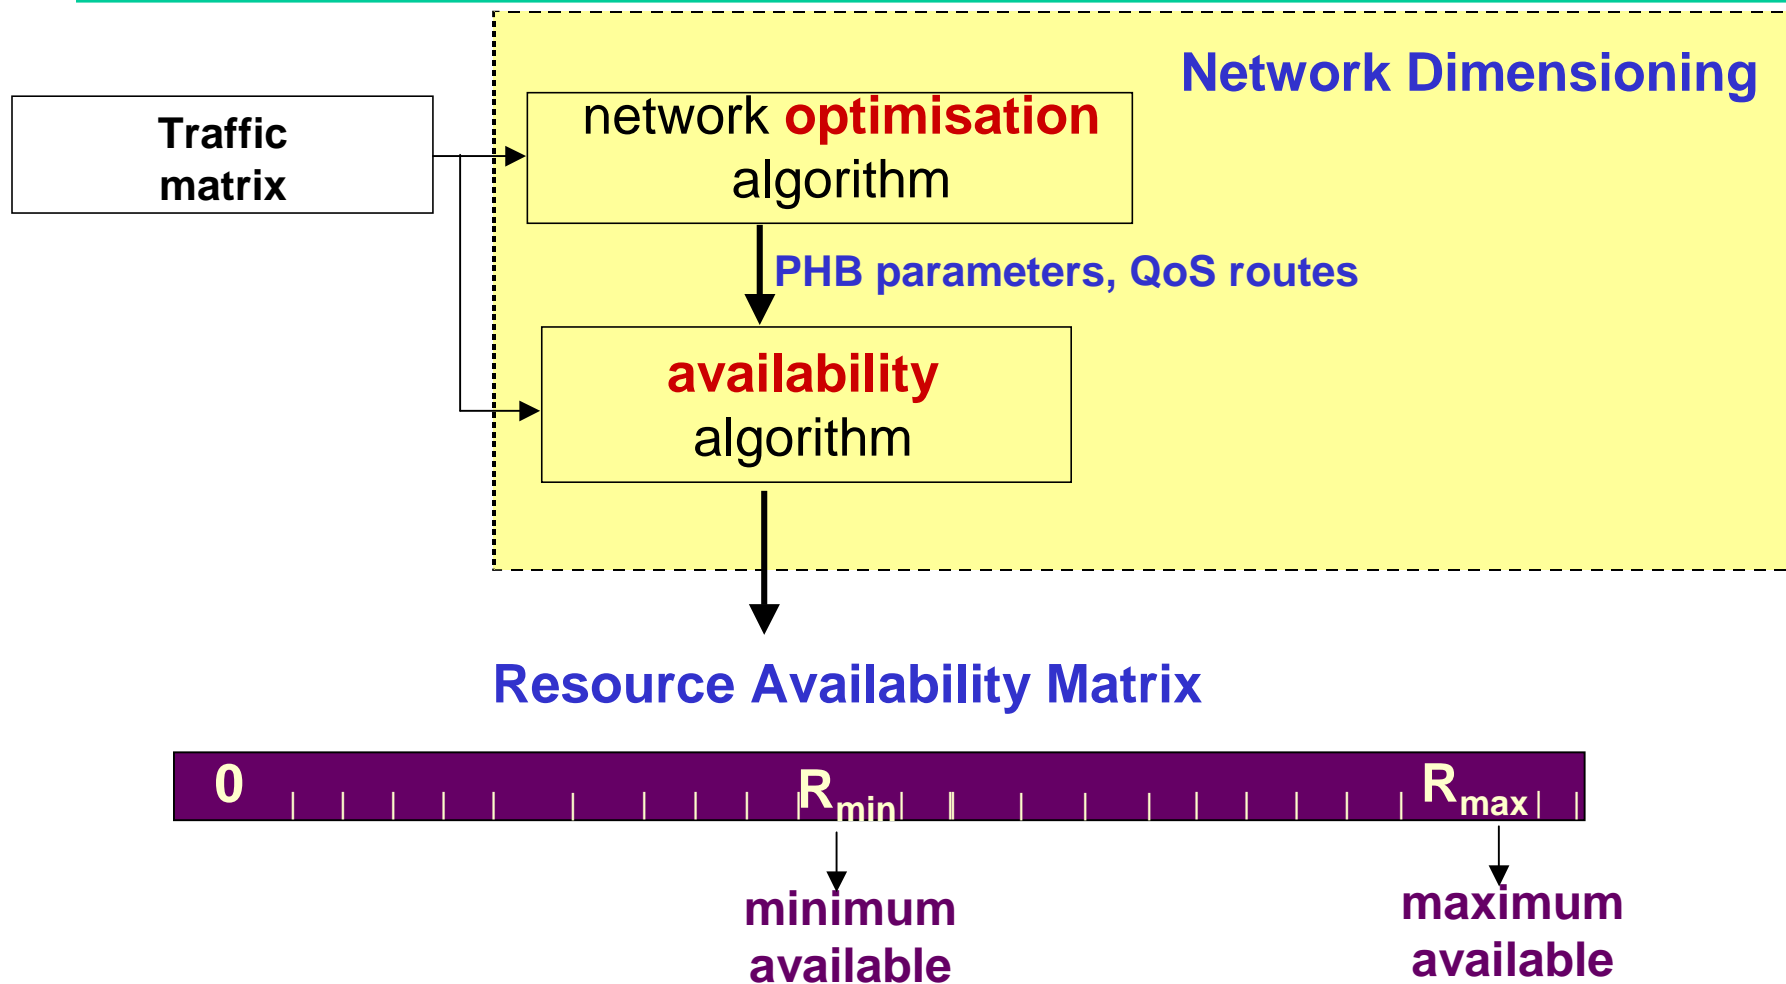 Network Dimensioning
Traffic
matrix
network optimisation
algorithm
PHB parameters, QoS routes
availability
algorithm
Resource Availability Matrix
0 Rmin Rmax
minimum
available
maximum
available